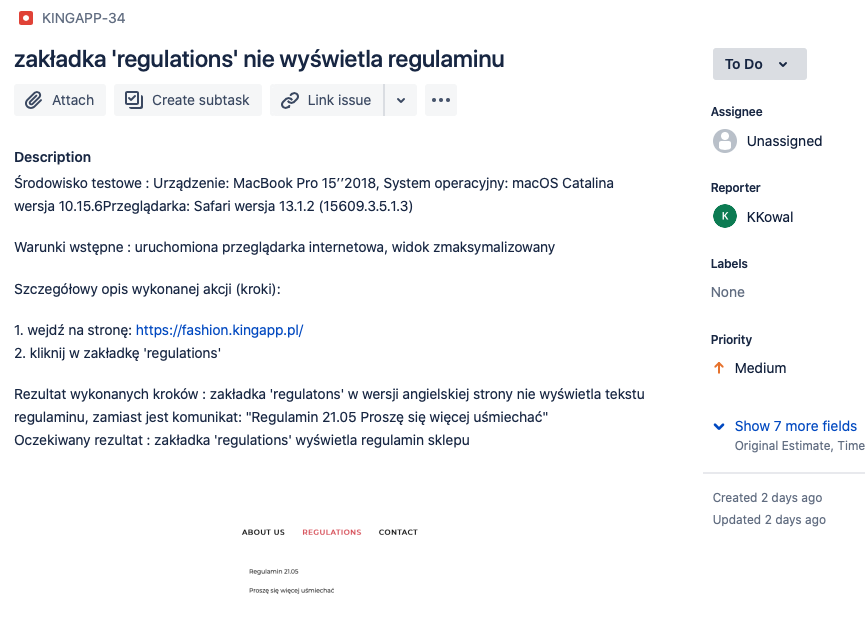 KINGAPP-34
zakładka 'regulations' nie wyświetla regulaminu
Attach
Create subtask
Link issue
Description
Środowisko testowe : Urządzenie: MacBook Pro 15’’2018, System operacyjny: macOS Catalina
wersja 10.15.6Przeglądarka: Safari wersja 13.1.2 (15609.3.5.1.3)
Warunki wstępne : uruchomiona przeglądarka internetowa, widok zmaksymalizowany
Szczegółowy opis wykonanej akcji (kroki):
1. wejdź na stronę: https://fashion.kingapp.pl/
2. kliknij w zakładkę 'regulations'
Rezultat wykonanych kroków : zakładka 'regulatons' w wersji angielskiej strony nie wyświetla tekstu
regulaminu, zamiast jest komunikat: "Regulamin 21.05 Proszę się więcej uśmiechać"
Oczekiwany rezultat : zakładka 'regulations' wyświetla regulamin sklepu
ABOUT US REGULATIONS CONTACT
Regulamin 21.05
Proszę się więcej uśmiechać
To Do
Assignee
Unassigned
Reporter
K KKowal
Labels
None
Priority
Medium
Show 7 more fields
Original Estimate, Time
Created 2 days ago
Updated 2 days ago